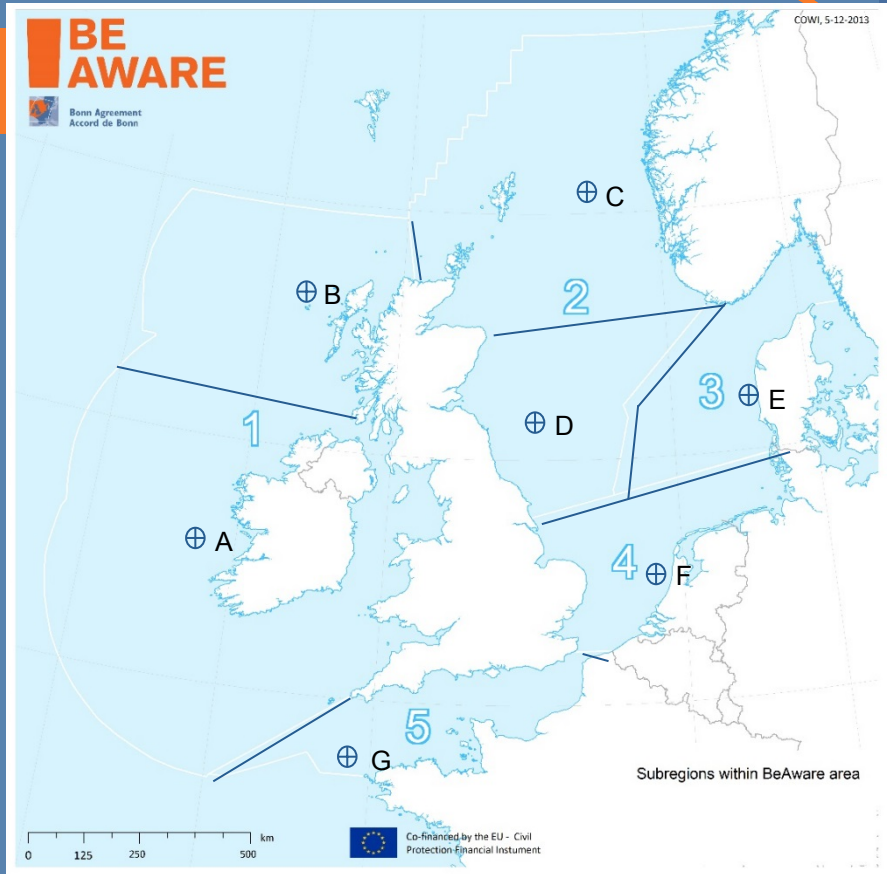 COWI, 5-12-2013
BE
AWARE
Bonn Agreement
Accord de Bonn
C
B
2
3
E
1
D
A
4
F
5
G
Subregions within BeAware area
km
0 125 250 500
Co-financed by the EU - Civil
Protection Financial Instument